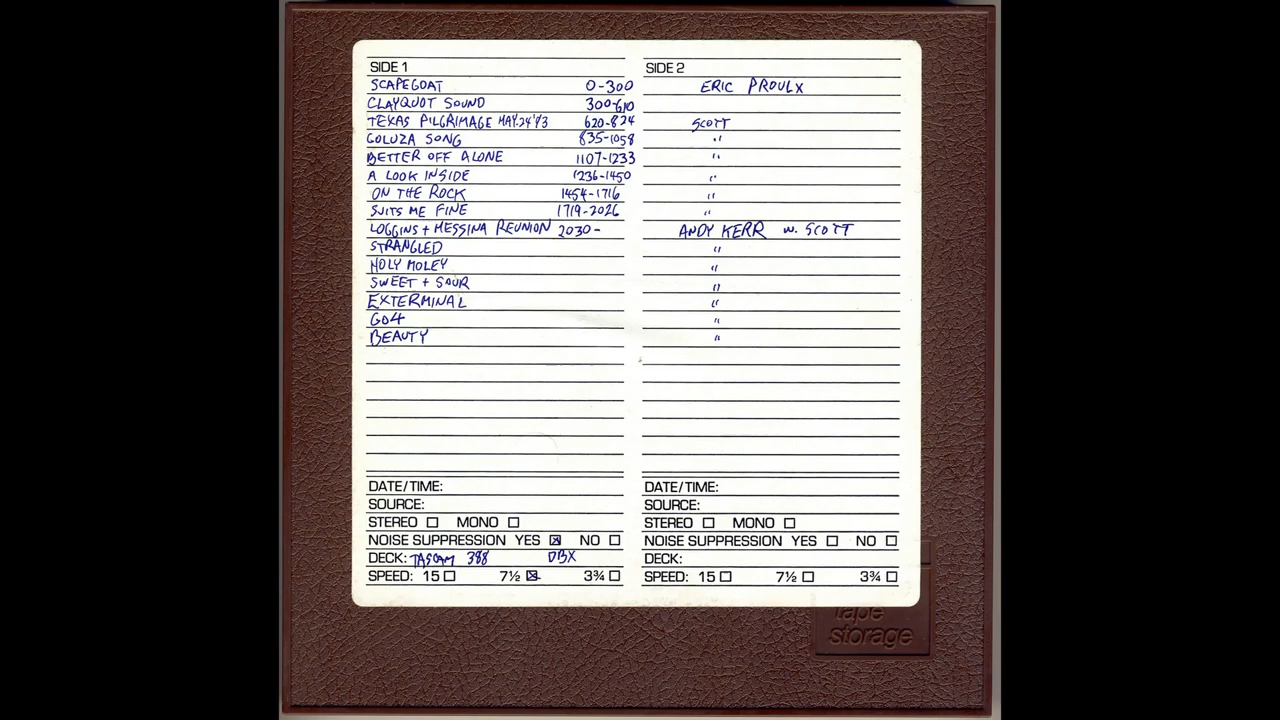 SIDE 1
SCAPEGOAT 0-300
CLAYQUOT SOUND 300-610
TEXAS PILGRIMAGE MAY.24'93 620-824
COLUZA SONG 835-1058
BETTER OFF ALONE 1107-1233
A LOOK INSIDE 1236-1450
ON THE ROCK 1454-1716
SUITS ME FINE 1719-2026
LOGGINS + MESSINA REUNION 2030-
STRANGLED
HOLY MOLEY
SWEET + SOUR
EXTERMINAL
GO4
BEAUTY
DATE/TIME:
SOURCE:
STEREO ☐ MONO ☐
NOISE SUPPRESSION YES ☒ NO ☐
DECK: TASCAM 388 DBX
SPEED: 15 ☐ 7½ ☒ 3¾ ☐
SIDE 2
ERIC PROULX
SCOTT
"
"
"
"
"
ANDY KERR w. SCOTT
"
"
"
"
"
"
DATE/TIME:
SOURCE:
STEREO ☐ MONO ☐
NOISE SUPPRESSION YES ☐ NO ☐
DECK:
SPEED: 15 ☐ 7½ ☐ 3¾ ☐
tape
storage